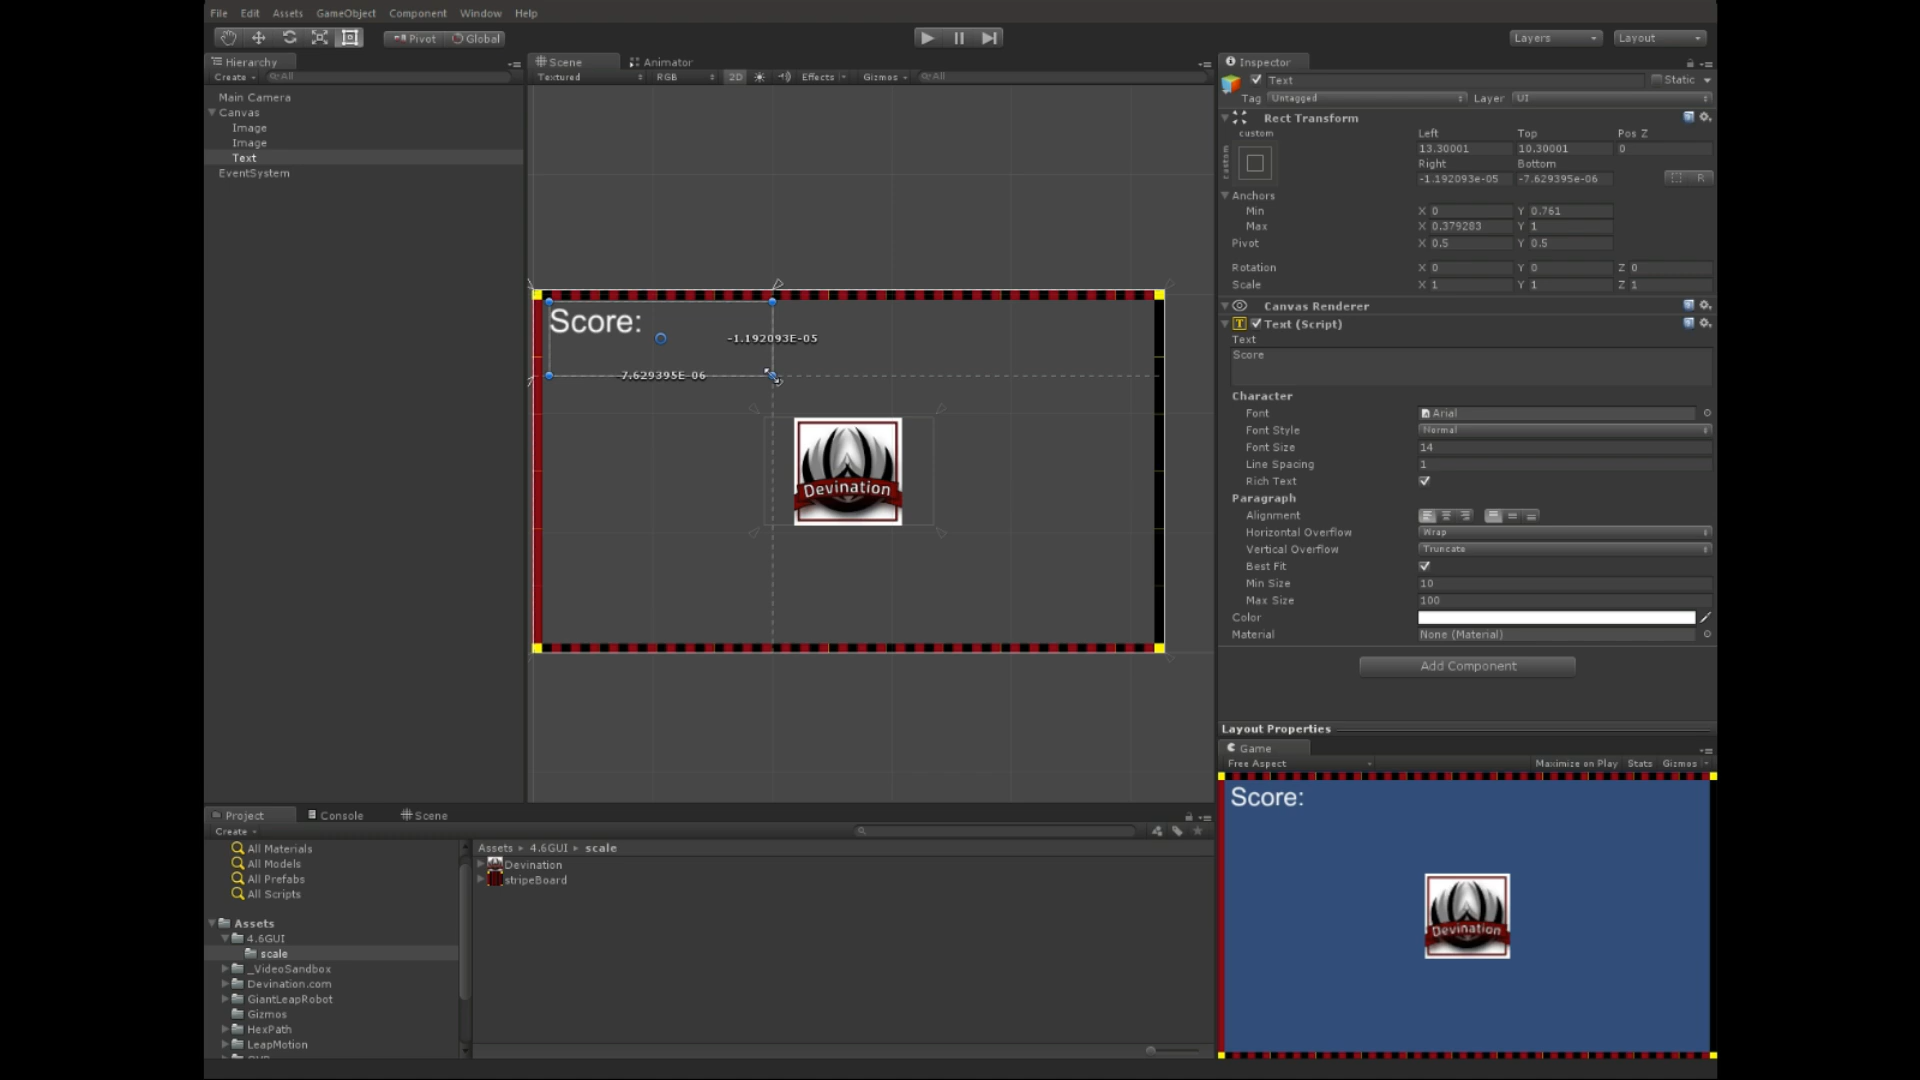 File Edit Assets GameObject Component Window Help
Pivot Global
Layers Layout
Hierarchy
Create All
Main Camera
Canvas
Image
Image
Text
EventSystem
Scene Animator
Textured RGB 2D Effects Gizmos All
Score:
-1.192093E-05
7.629395E-06
Devination
Inspector
Text Static
Tag Untagged Layer UI
Rect Transform
custom Left Top Pos Z
custom
13.30001 10.30001 0
Right Bottom
-1.192093e-05 -7.629395e-06 R
Anchors
Min X 0 Y 0.761
Max X 0.379283 Y 1
Pivot X 0.5 Y 0.5
Rotation X 0 Y 0 Z 0
Scale X 1 Y 1 Z 1
Canvas Renderer
Text (Script)
Text
Score
Character
Font Arial
Font Style Normal
Font Size 14
Line Spacing 1
Rich Text
Paragraph
Alignment
Horizontal Overflow Wrap
Vertical Overflow Truncate
Best Fit
Min Size 10
Max Size 100
Color
Material None (Material)
Add Component
Layout Properties
Game
Free Aspect Maximize on Play Stats Gizmos
Score:
Devination
Project Console Scene
Create
All Materials
All Models
All Prefabs
All Scripts
Assets
4.6GUI
scale
_VideoSandbox
Devination.com
GiantLeapRobot
Gizmos
HexPath
LeapMotion
Assets 4.6GUI scale
Devination
stripeBoard